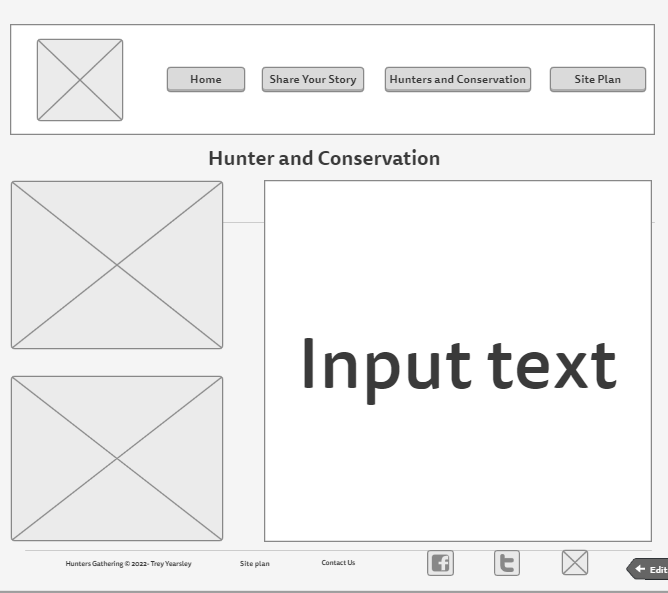 Home Share Your Story Hunters and Conservation Site Plan
Hunter and Conservation
Input text
Hunters Gathering © 2022- Trey Yearsley Site plan Contact Us
Edit